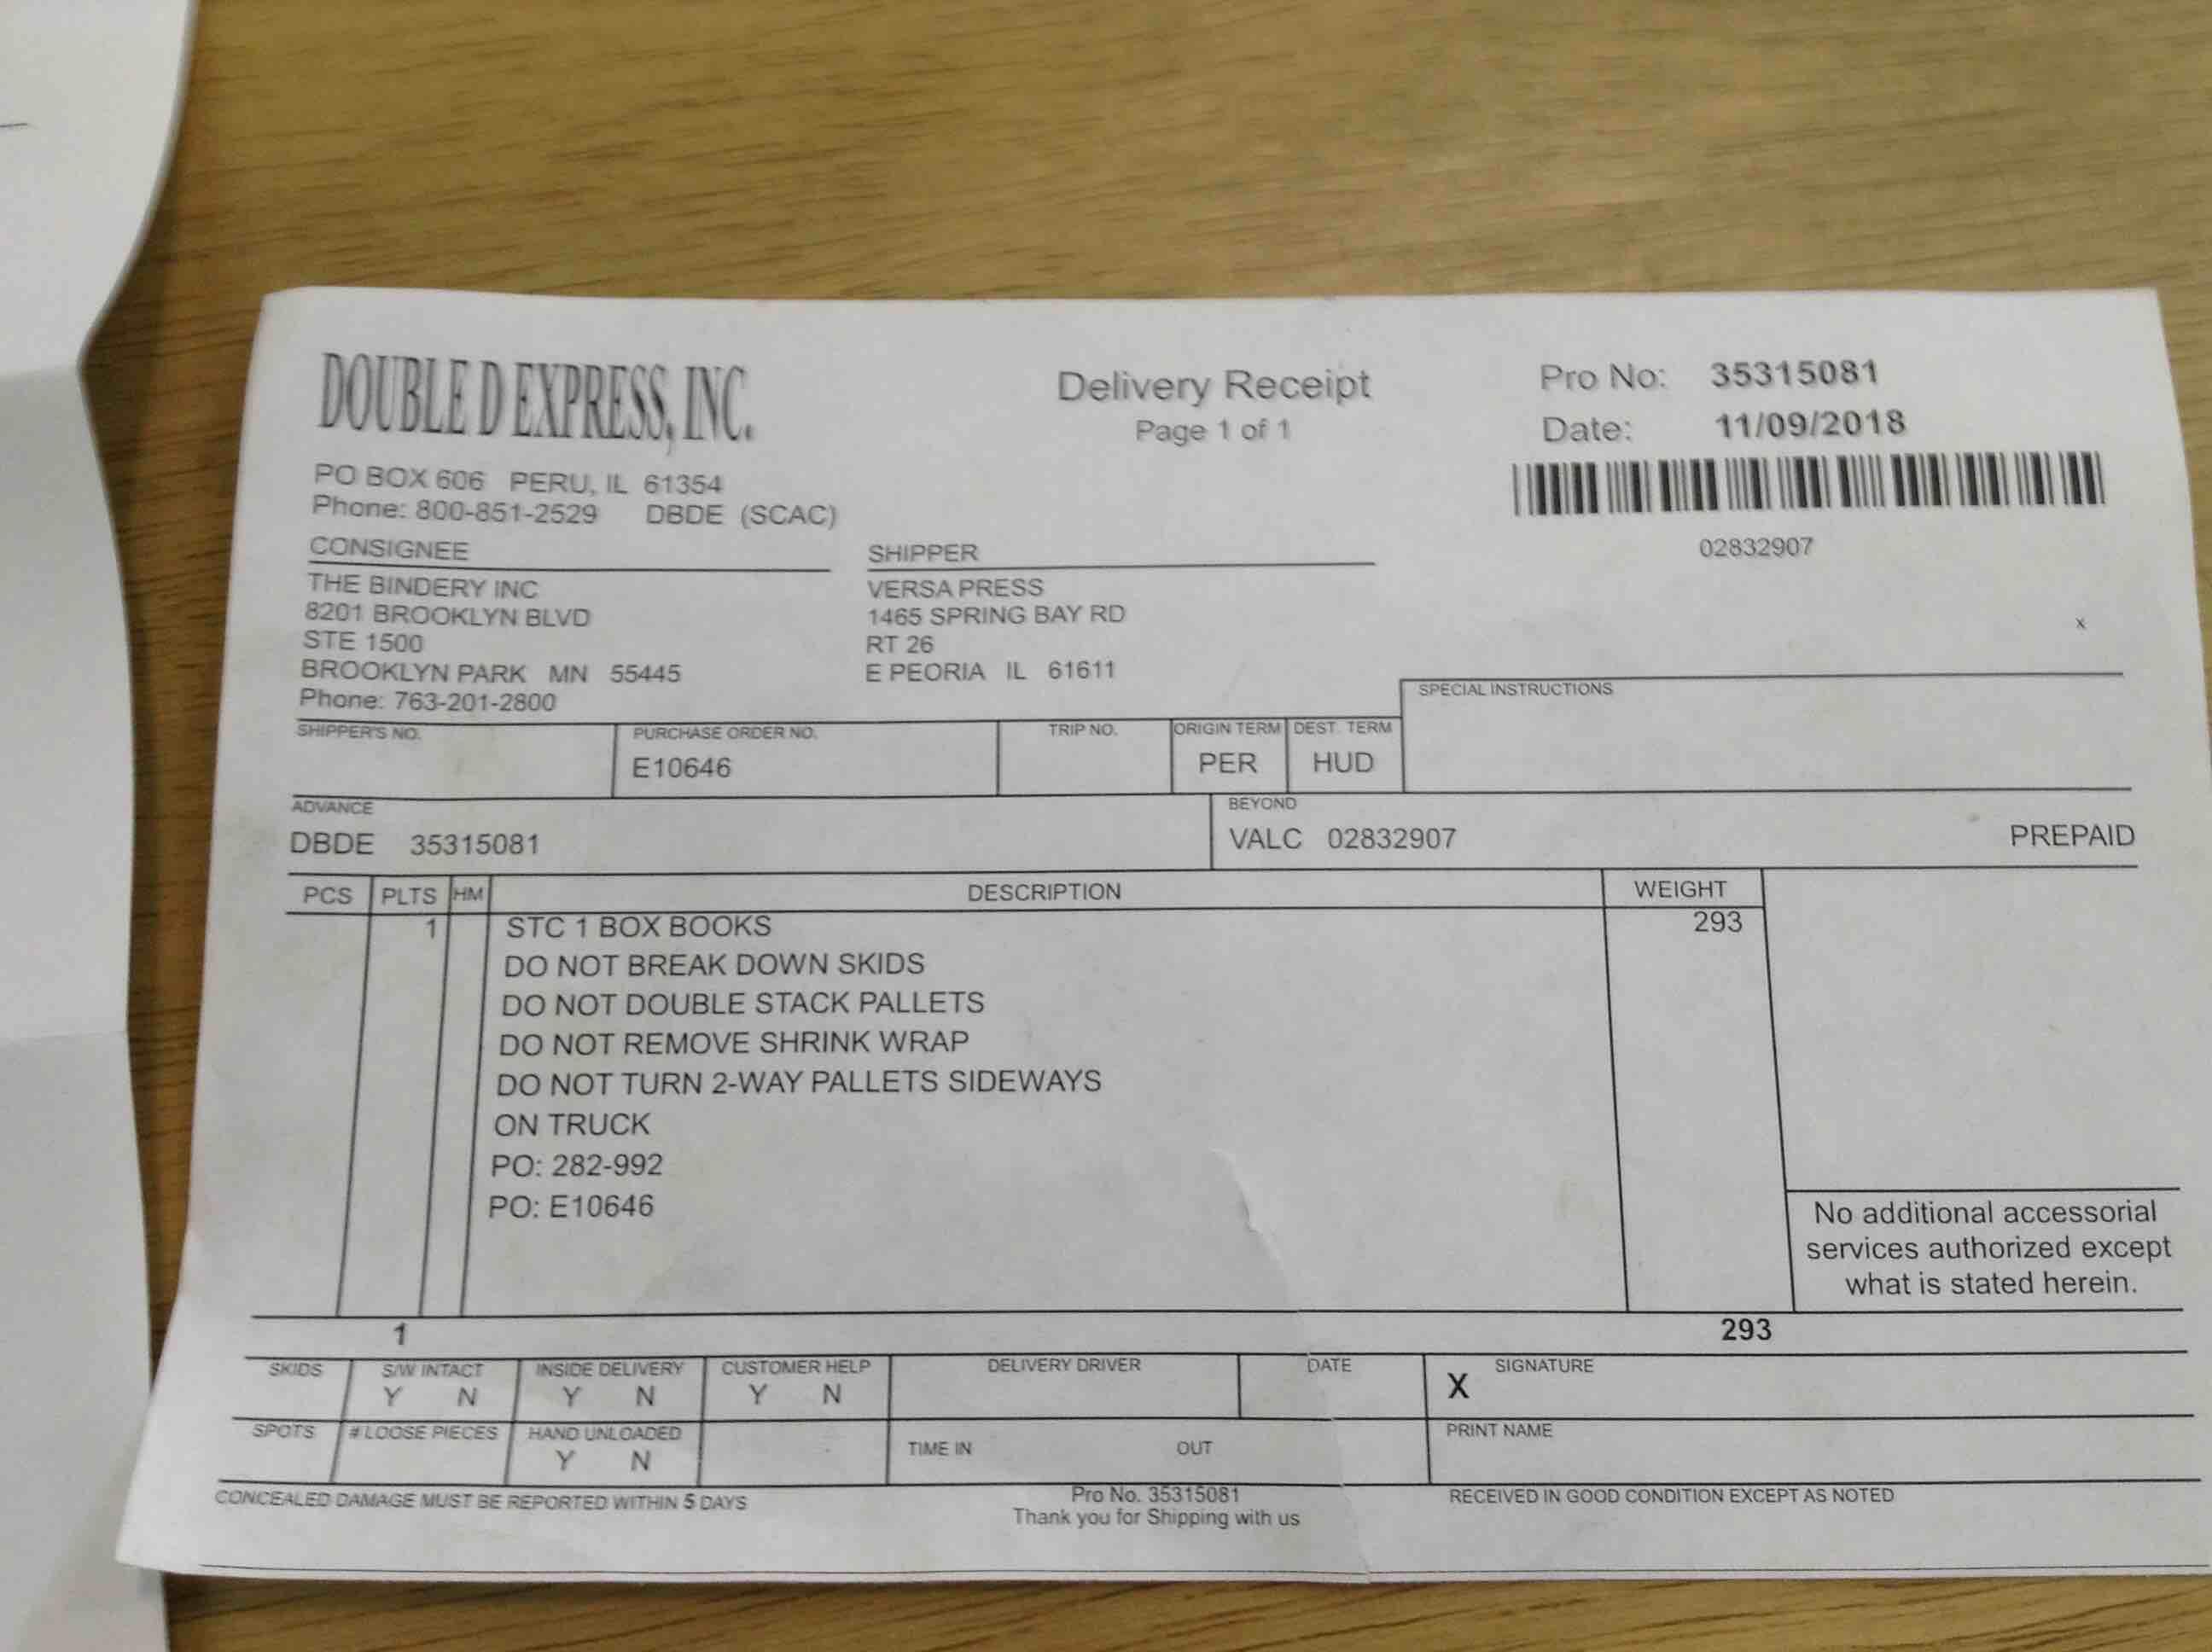 DOUBLE D EXPRESS, INC.
Delivery Receipt
Page 1 of 1
Pro No: 35315081
Date: 11/09/2018
PO BOX 606 PERU, IL 61354
Phone: 800-851-2529 DBDE (SCAC)
02832907
CONSIGNEE
THE BINDERY INC
8201 BROOKLYN BLVD
STE 1500
BROOKLYN PARK MN 55445
Phone: 763-201-2800
SHIPPER
VERSA PRESS
1465 SPRING BAY RD
RT 26
E PEORIA IL 61611
x
SPECIAL INSTRUCTIONS
SHIPPER'S NO. PURCHASE ORDER NO. TRIP NO. ORIGIN TERM DEST. TERM
E10646 PER HUD
ADVANCE BEYOND
DBDE 35315081 VALC 02832907 PREPAID
PCS PLTS HM DESCRIPTION WEIGHT
1 STC 1 BOX BOOKS 293
DO NOT BREAK DOWN SKIDS
DO NOT DOUBLE STACK PALLETS
DO NOT REMOVE SHRINK WRAP
DO NOT TURN 2-WAY PALLETS SIDEWAYS
ON TRUCK
PO: 282-992
PO: E10646
No additional accessorial
services authorized except
what is stated herein.
1 293
SKIDS S/W INTACT INSIDE DELIVERY CUSTOMER HELP DELIVERY DRIVER DATE SIGNATURE
Y N Y N Y N X
SPOTS # LOOSE PIECES HAND UNLOADED TIME IN OUT PRINT NAME
Y N
CONCEALED DAMAGE MUST BE REPORTED WITHIN 5 DAYS
Pro No. 35315081
Thank you for Shipping with us
RECEIVED IN GOOD CONDITION EXCEPT AS NOTED